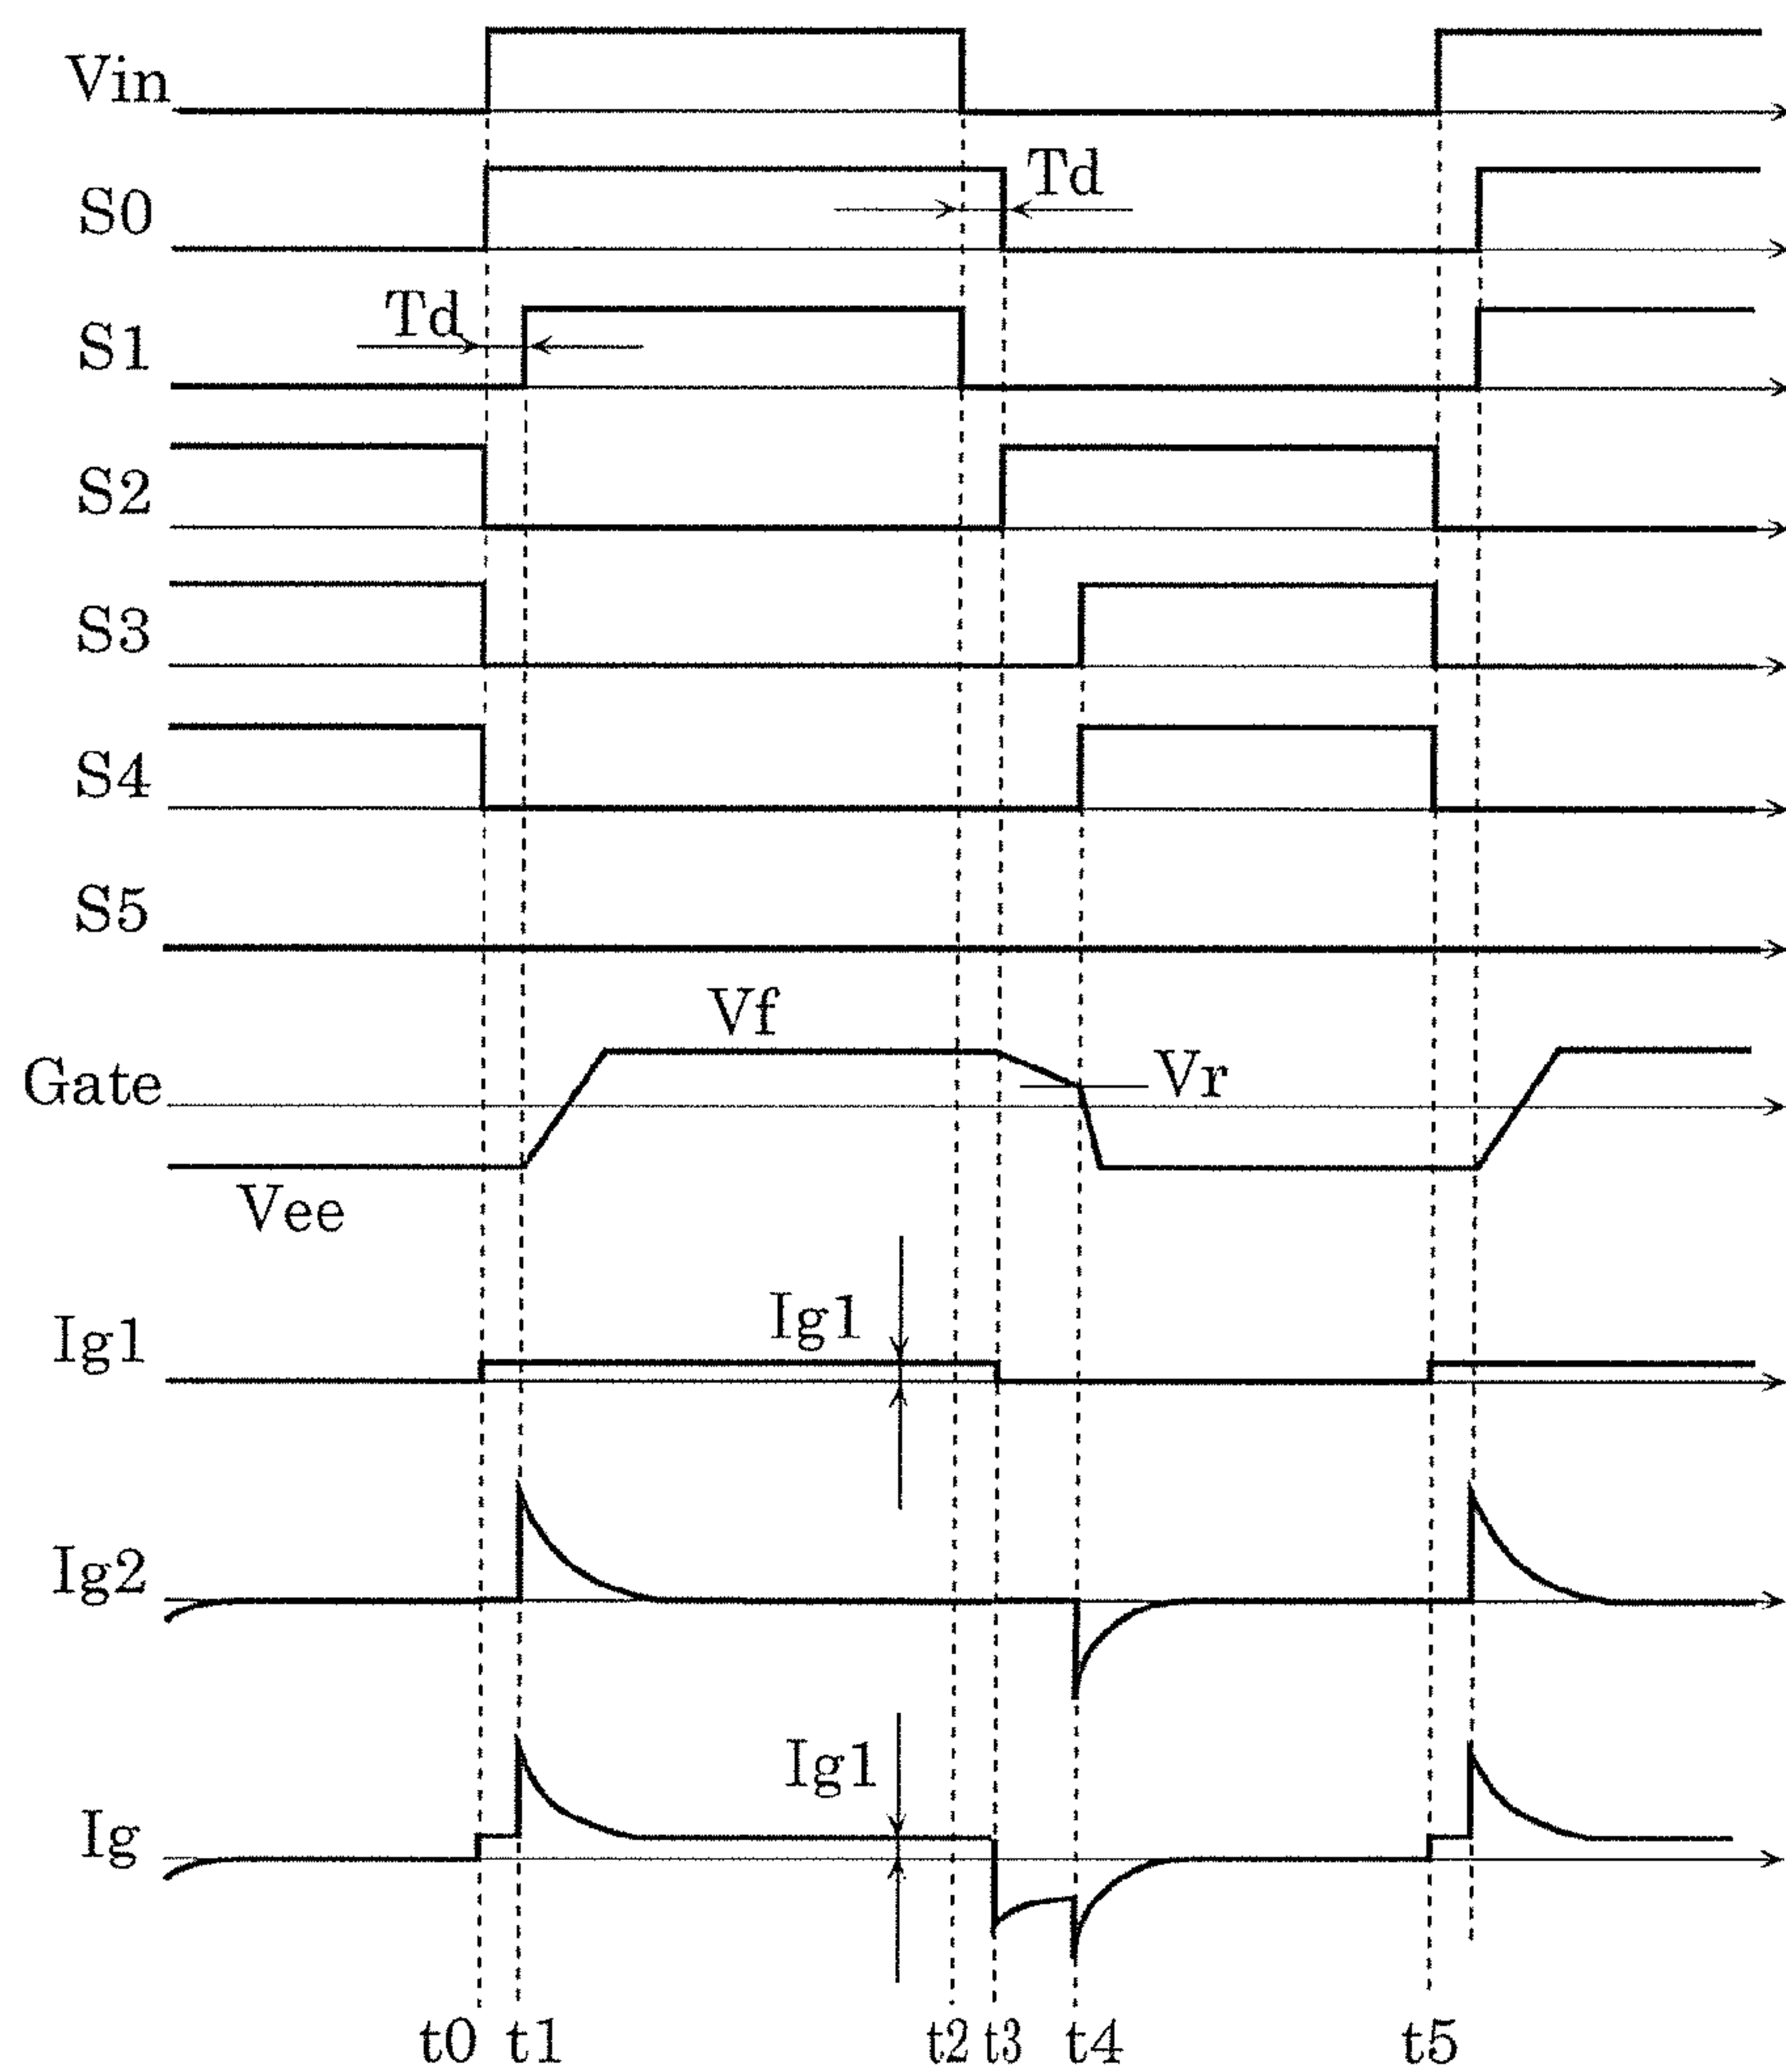 Vin
S0
Td
S1
Td
S2
S3
S4
S5
Vf
Gate
Vr
Vee
Ig1
Ig1
Ig2
Ig1
Ig
t0 t1 t2 t3 t4 t5